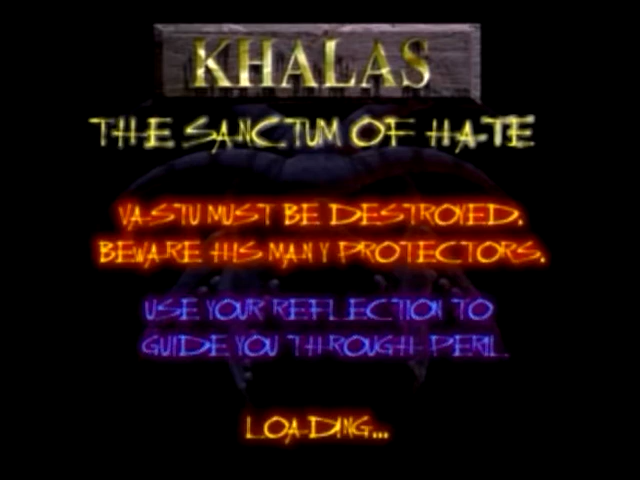 KHALAS
THE SANCTUM OF HATE
VASTU MUST BE DESTROYED.
BEWARE HIS MANY PROTECTORS.
USE YOUR REFLECTION TO
GUIDE YOU THROUGH PERIL.
LOADING...